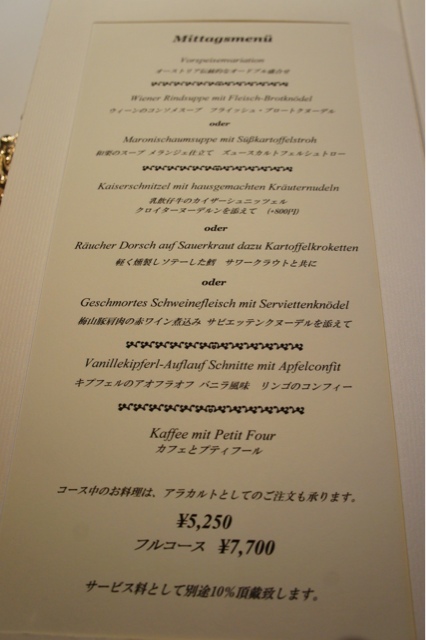 Mittagsmenü
Vorspeisenvariation
オーストリア伝統的なオードブル盛合せ
Wiener Rindsuppe mit Fleisch-Brotknödel
ウィーンのコンソメスープ フライッシュ・ブロートクヌーデル
oder
Maronischaumsuppe mit Süßkartoffelstroh
和栗のスープ メランジェ仕立て ズュースカルトフェルシュトロー
Kaiserschnitzel mit hausgemachten Kräuternudeln
乳飲仔牛のカイザーシュニッツェル
クロイターヌーデルンを添えて (+800円)
oder
Räucher Dorsch auf Sauerkraut dazu Kartoffelkroketten
軽く燻製しソテーした鱈 サワークラウトと共に
oder
Geschmortes Schweinefleisch mit Serviettenknödel
梅山豚肩肉の赤ワイン煮込み サビエッテンクヌーデルを添えて
Vanillekipferl-Auflauf Schnitte mit Apfelconfit
キプフェルのアオフラオフ バニラ風味 リンゴのコンフィー
Kaffee mit Petit Four
カフェとプティフール
コース中のお料理は、アラカルトとしてのご注文も承ります。
¥5,250
フルコース ¥7,700
サービス料として別途10%頂戴致します。